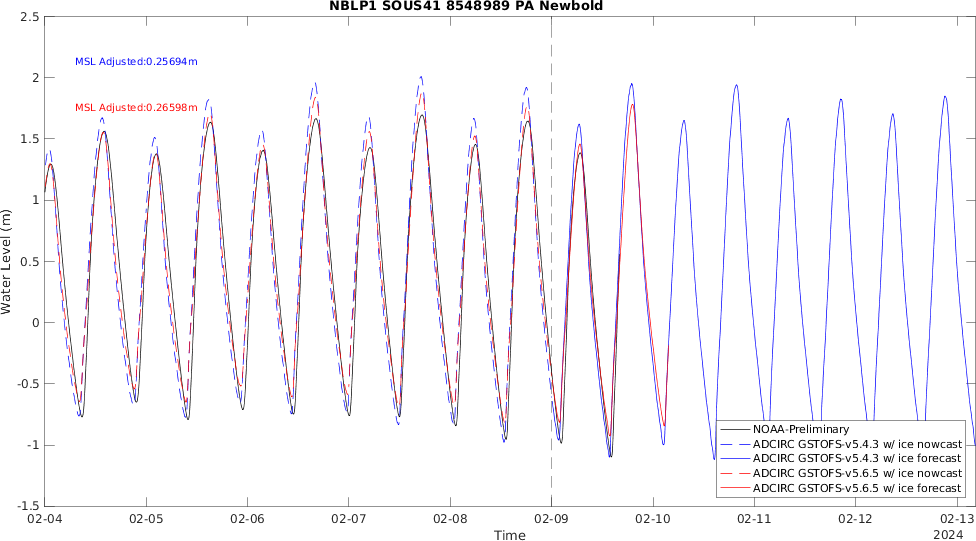 NBLP1 SOUS41 8548989 PA Newbold
2.5
2
1.5
1
0.5
0
-0.5
-1
-1.5
Water Level (m)
MSL Adjusted:0.25694m
MSL Adjusted:0.26598m
NOAA-Preliminary
ADCIRC GSTOFS-v5.4.3 w/ ice nowcast
ADCIRC GSTOFS-v5.4.3 w/ ice forecast
ADCIRC GSTOFS-v5.6.5 w/ ice nowcast
ADCIRC GSTOFS-v5.6.5 w/ ice forecast
02-04 02-05 02-06 02-07 02-08 02-09 02-10 02-11 02-12 02-13
Time
2024